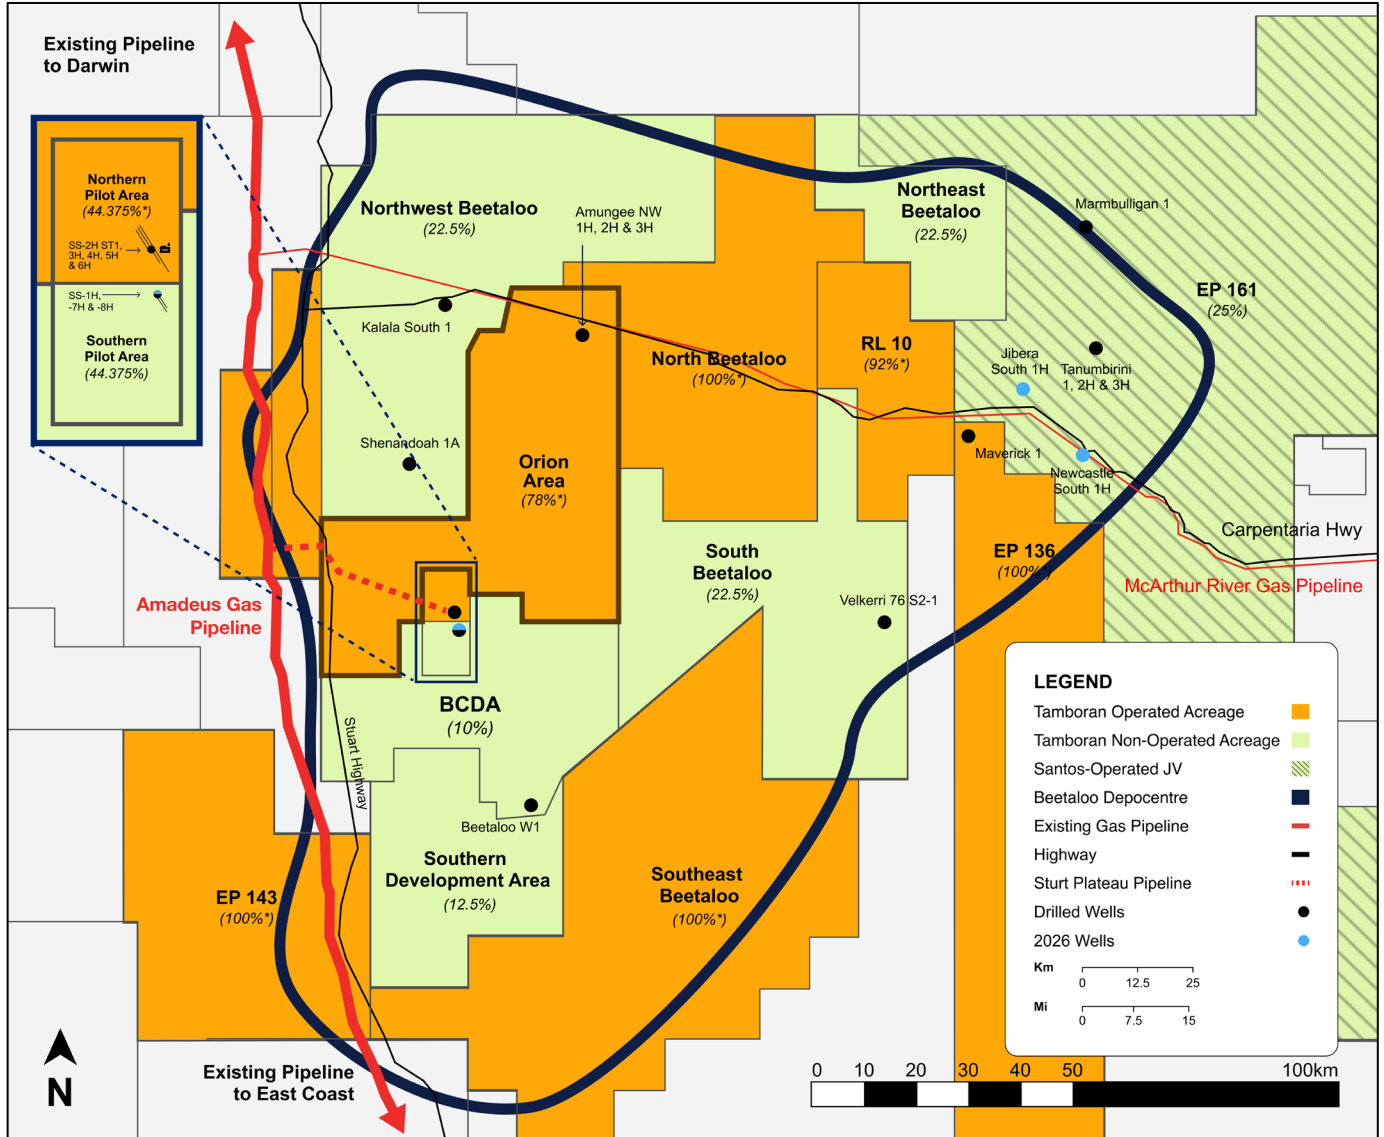 Existing Pipeline
to Darwin
Northern
Pilot Area
(44.375%*)
SS-2H ST1,
3H, 4H, 5H
& 6H
SS-1H,
-7H & -8H
Southern
Pilot Area
(44.375%)
Northwest Beetaloo
(22.5%)
Amungee NW
1H, 2H & 3H
Northeast
Beetaloo
(22.5%)
Marmbulligan 1
EP 161
(25%)
Kalala South 1
North Beetaloo
(100%*)
RL 10
(92%*)
Jibera
South 1H
Tanumbirini
1, 2H & 3H
Shenandoah 1A
Orion
Area
(78%*)
Maverick 1
Newcastle
South 1H
Carpentaria Hwy
McArthur River Gas Pipeline
EP 136
(100%*)
South
Beetaloo
(22.5%)
Velkerri 76 S2-1
Amadeus Gas
Pipeline
BCDA
(10%)
Stuart Highway
Beetaloo W1
Southern
Development Area
(12.5%)
EP 143
(100%*)
Southeast
Beetaloo
(100%*)
Existing Pipeline
to East Coast
N
LEGEND
Tamboran Operated Acreage
Tamboran Non-Operated Acreage
Santos-Operated JV
Beetaloo Depocentre
Existing Gas Pipeline
Highway
Sturt Plateau Pipeline
Drilled Wells
2026 Wells
Km
0 12.5 25
Mi
0 7.5 15
0 10 20 30 40 50 100km